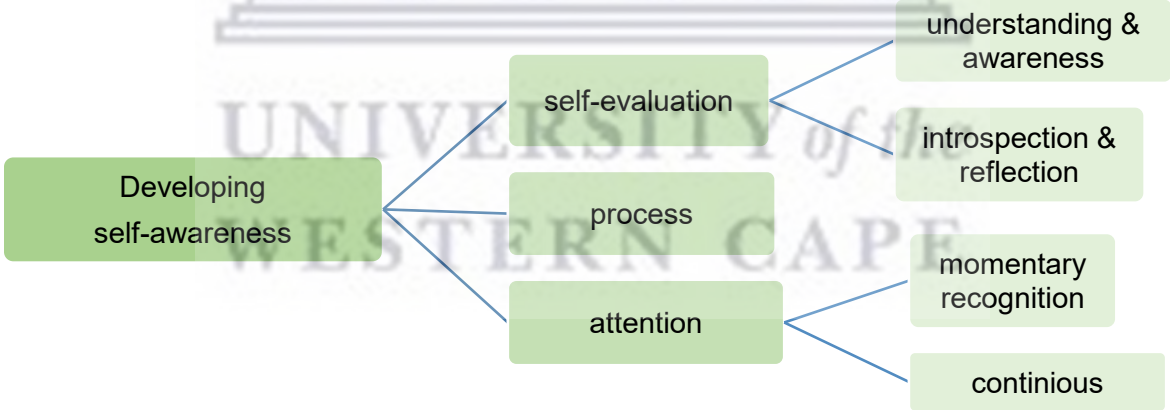 understanding &
awareness
self-evaluation
UNIVERSITY of the
introspection &
reflection
Developing
self-awareness
process
WESTERN CAPE
momentary
recognition
attention
continious